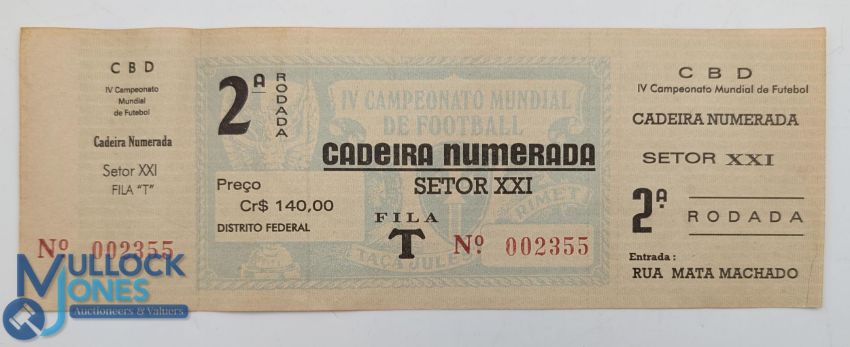 C B D
IV Campeonato
Mundial
de Futebol
Cadeira Numerada
Setor XXI
FILA "T"
Nº 002355
2ª RODADA
IV CAMPEONATO MUNDIAL
DE FOOTBALL
CADEIRA NUMERADA
SETOR XXI
Preço
Cr$ 140,00
DISTRITO FEDERAL
FILA
T
Nº 002355
TAÇA JULES RIMET
C B D
IV Campeonato Mundial de Futebol
CADEIRA NUMERADA
SETOR XXI
2ª RODADA
Entrada :
RUA MATA MACHADO
MULLOCK
JONES
Auctioneers & Valuers